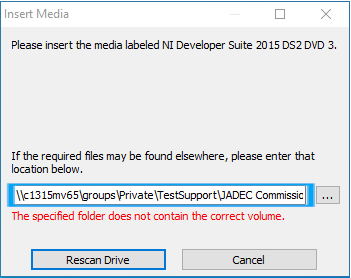 Insert Media
Please insert the media labeled NI Developer Suite 2015 DS2 DVD 3.
If the required files may be found elsewhere, please enter that
location below.
\\c1315mv65\groups\Private\TestSupport\JADEC Commissic
...
The specified folder does not contain the correct volume.
Rescan Drive
Cancel